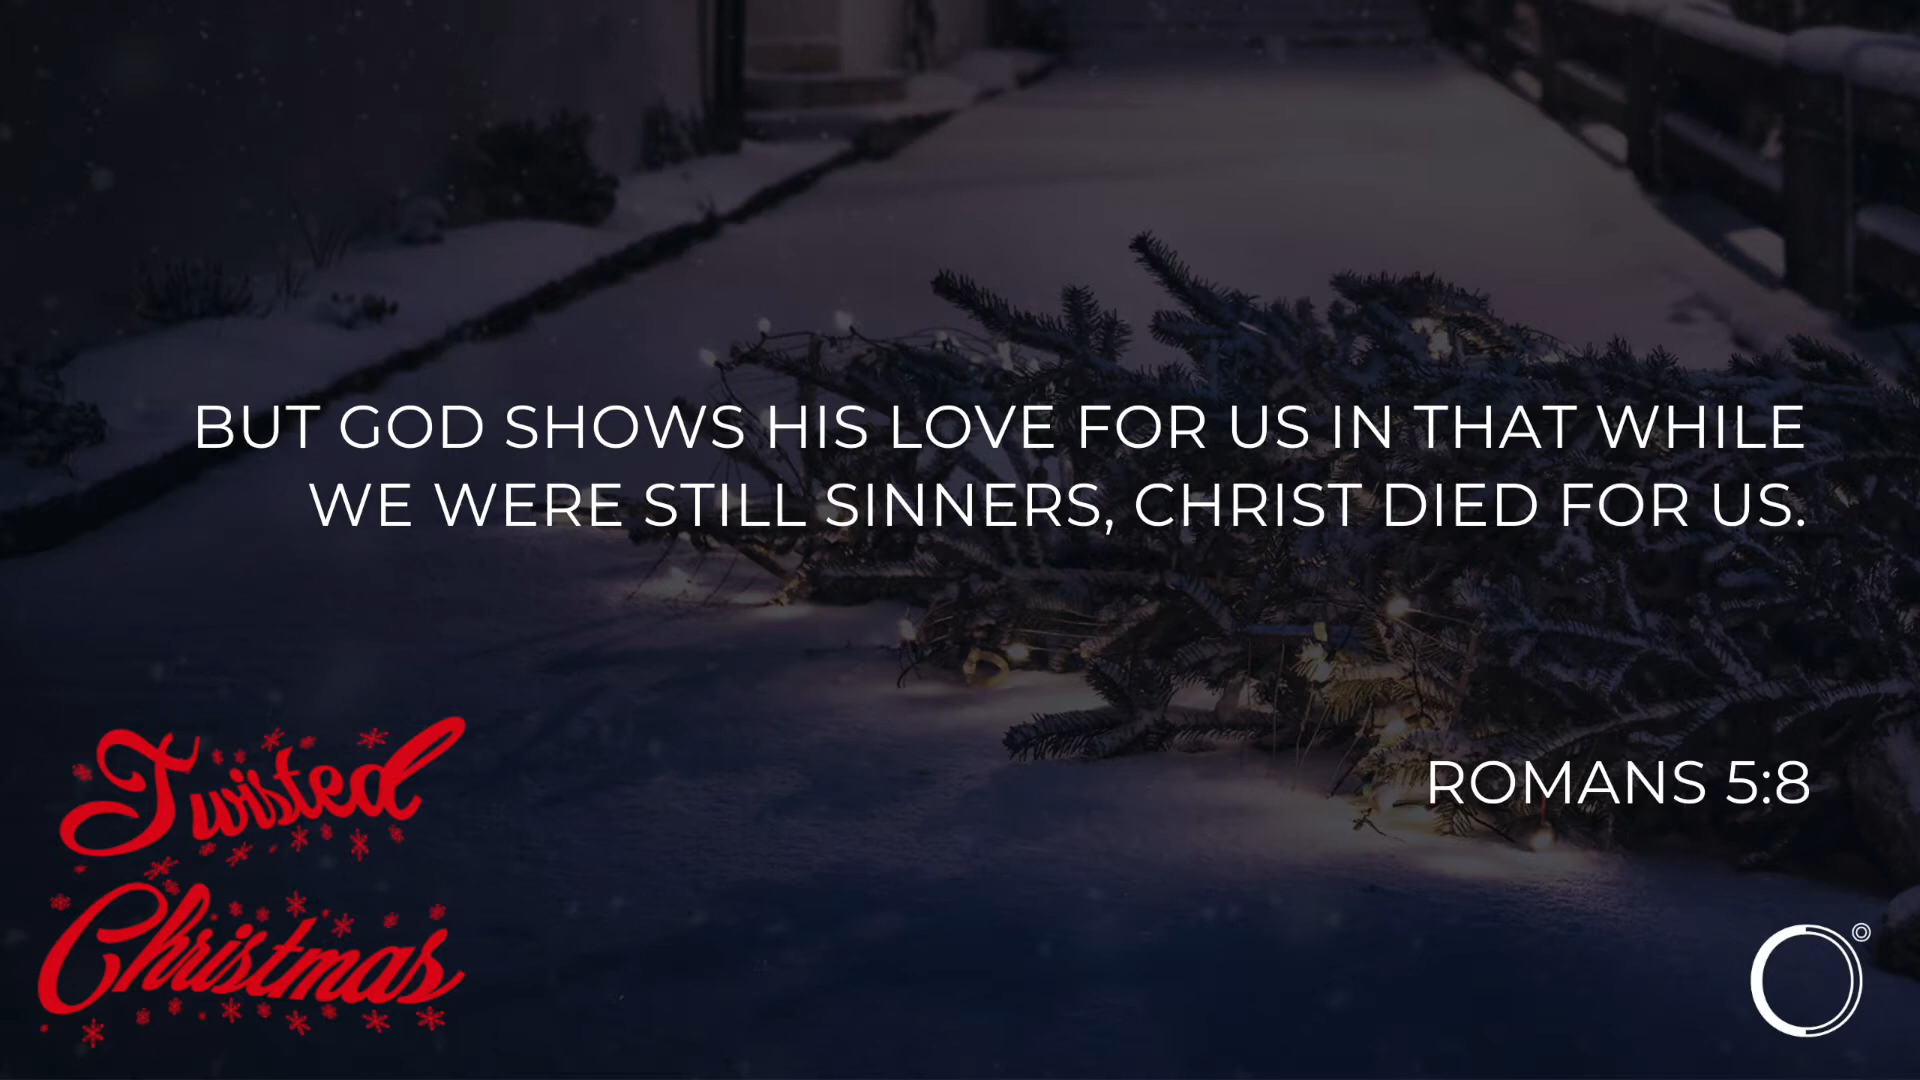 BUT GOD SHOWS HIS LOVE FOR US IN THAT WHILE
WE WERE STILL SINNERS, CHRIST DIED FOR US.
ROMANS 5:8
Twisted
Christmas